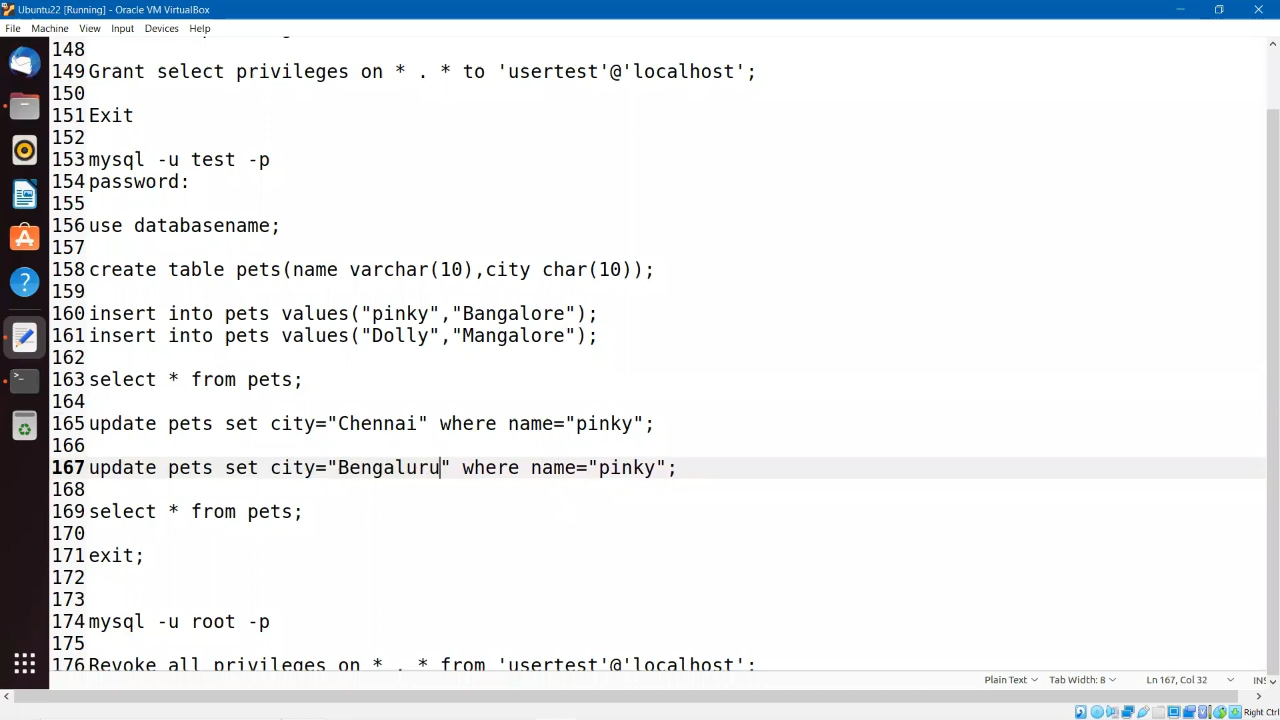 Ubuntu22 [Running] - Oracle VM VirtualBox
File Machine View Input Devices Help
148
149 Grant select privileges on * . * to 'usertest'@'localhost';
150
151 Exit
152
153 mysql -u test -p
154 password:
155
156 use databasename;
157
158 create table pets(name varchar(10),city char(10));
159
160 insert into pets values("pinky","Bangalore");
161 insert into pets values("Dolly","Mangalore");
162
163 select * from pets;
164
165 update pets set city="Chennai" where name="pinky";
166
167 update pets set city="Bengaluru" where name="pinky";
168
169 select * from pets;
170
171 exit;
172
173
174 mysql -u root -p
175
176 Revoke all privileges on * . * from 'usertest'@'localhost';
Plain Text Tab Width: 8 Ln 167, Col 32 INS
Right Ctrl